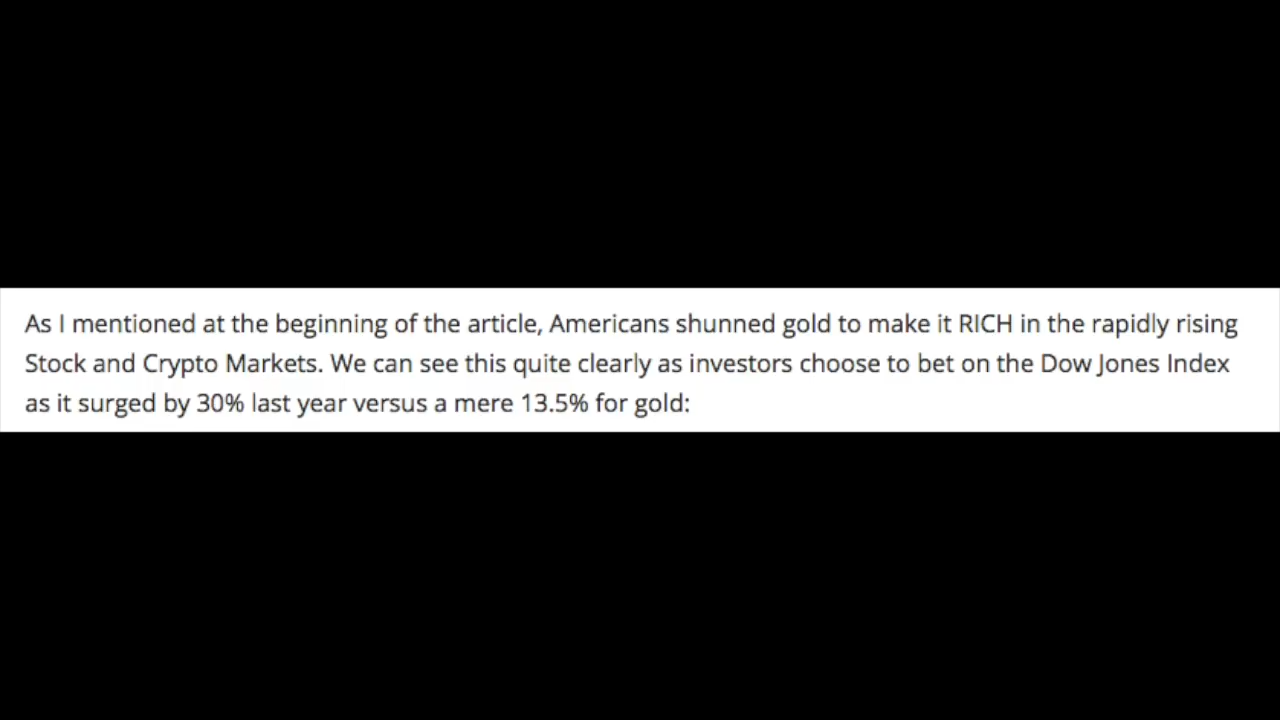 As I mentioned at the beginning of the article, Americans shunned gold to make it RICH in the rapidly rising
Stock and Crypto Markets. We can see this quite clearly as investors choose to bet on the Dow Jones Index
as it surged by 30% last year versus a mere 13.5% for gold: